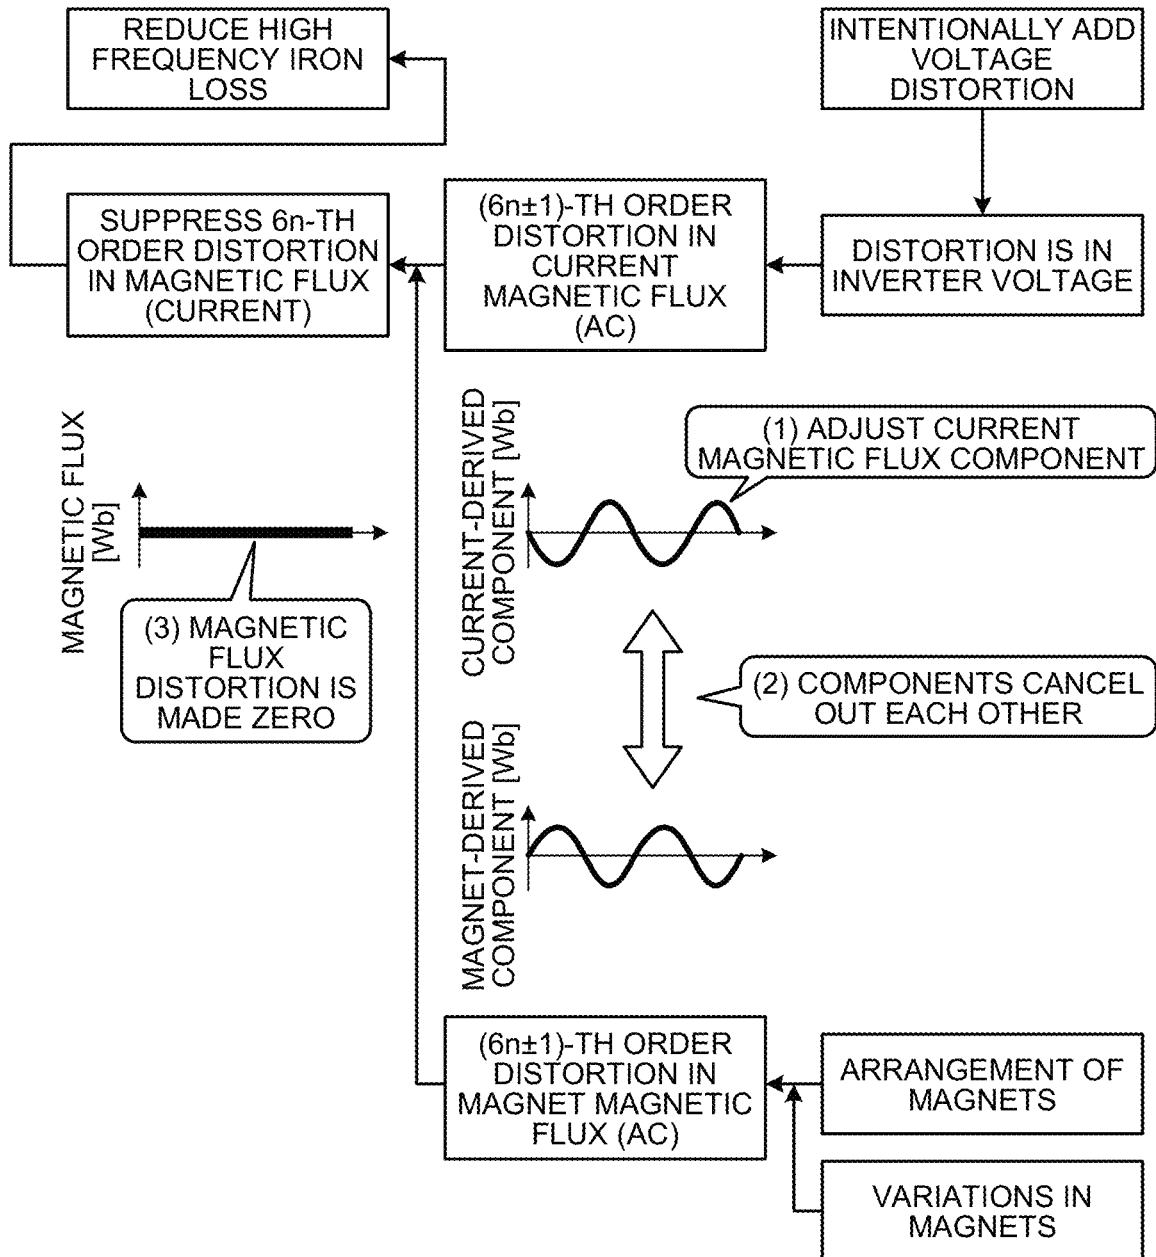 REDUCE HIGH
FREQUENCY IRON
LOSS
INTENTIONALLY ADD
VOLTAGE
DISTORTION
SUPPRESS 6n-TH
ORDER DISTORTION
IN MAGNETIC FLUX
(CURRENT)
(6n±1)-TH ORDER
DISTORTION IN
CURRENT
MAGNETIC FLUX
(AC)
DISTORTION IS IN
INVERTER VOLTAGE
MAGNETIC FLUX
[Wb]
(3) MAGNETIC
FLUX
DISTORTION IS
MADE ZERO
CURRENT-DERIVED
COMPONENT [Wb]
(1) ADJUST CURRENT
MAGNETIC FLUX COMPONENT
(2) COMPONENTS CANCEL
OUT EACH OTHER
MAGNET-DERIVED
COMPONENT [Wb]
(6n±1)-TH ORDER
DISTORTION IN
MAGNET MAGNETIC
FLUX (AC)
ARRANGEMENT OF
MAGNETS
VARIATIONS IN
MAGNETS